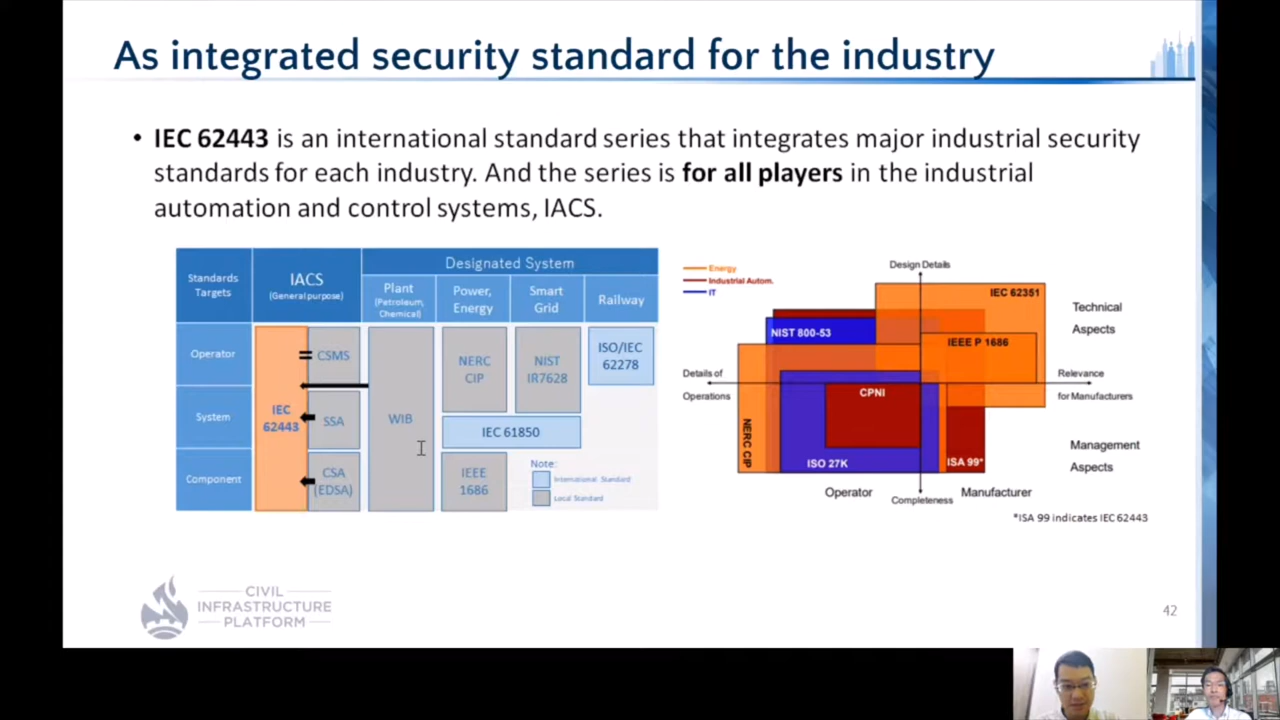 As integrated security standard for the industry
• IEC 62443 is an international standard series that integrates major industrial security
standards for each industry. And the series is for all players in the industrial
automation and control systems, IACS.
Standards
Targets
IACS
(General purpose)
Designated System
Plant
(Petroleum,
Chemical)
Power,
Energy
Smart
Grid
Railway
Operator
System
Component
IEC
62443
=
CSMS
SSA
CSA
(EDSA)
WIB
NERC
CIP
NIST
IR7628
ISO/IEC
62278
IEC 61850
IEEE
1686
Note:
International Standard
Local Standard
Energy
Industrial Autom.
IT
Design Details
IEC 62351
Technical
Aspects
NIST 800-53
IEEE P 1686
Details of
Operations
Relevance
for Manufacturers
CPNI
NERC CIP
ISO 27K
ISA 99*
Management
Aspects
Operator
Completeness
Manufacturer
*ISA 99 indicates IEC 62443
CIVIL
INFRASTRUCTURE
PLATFORM
42